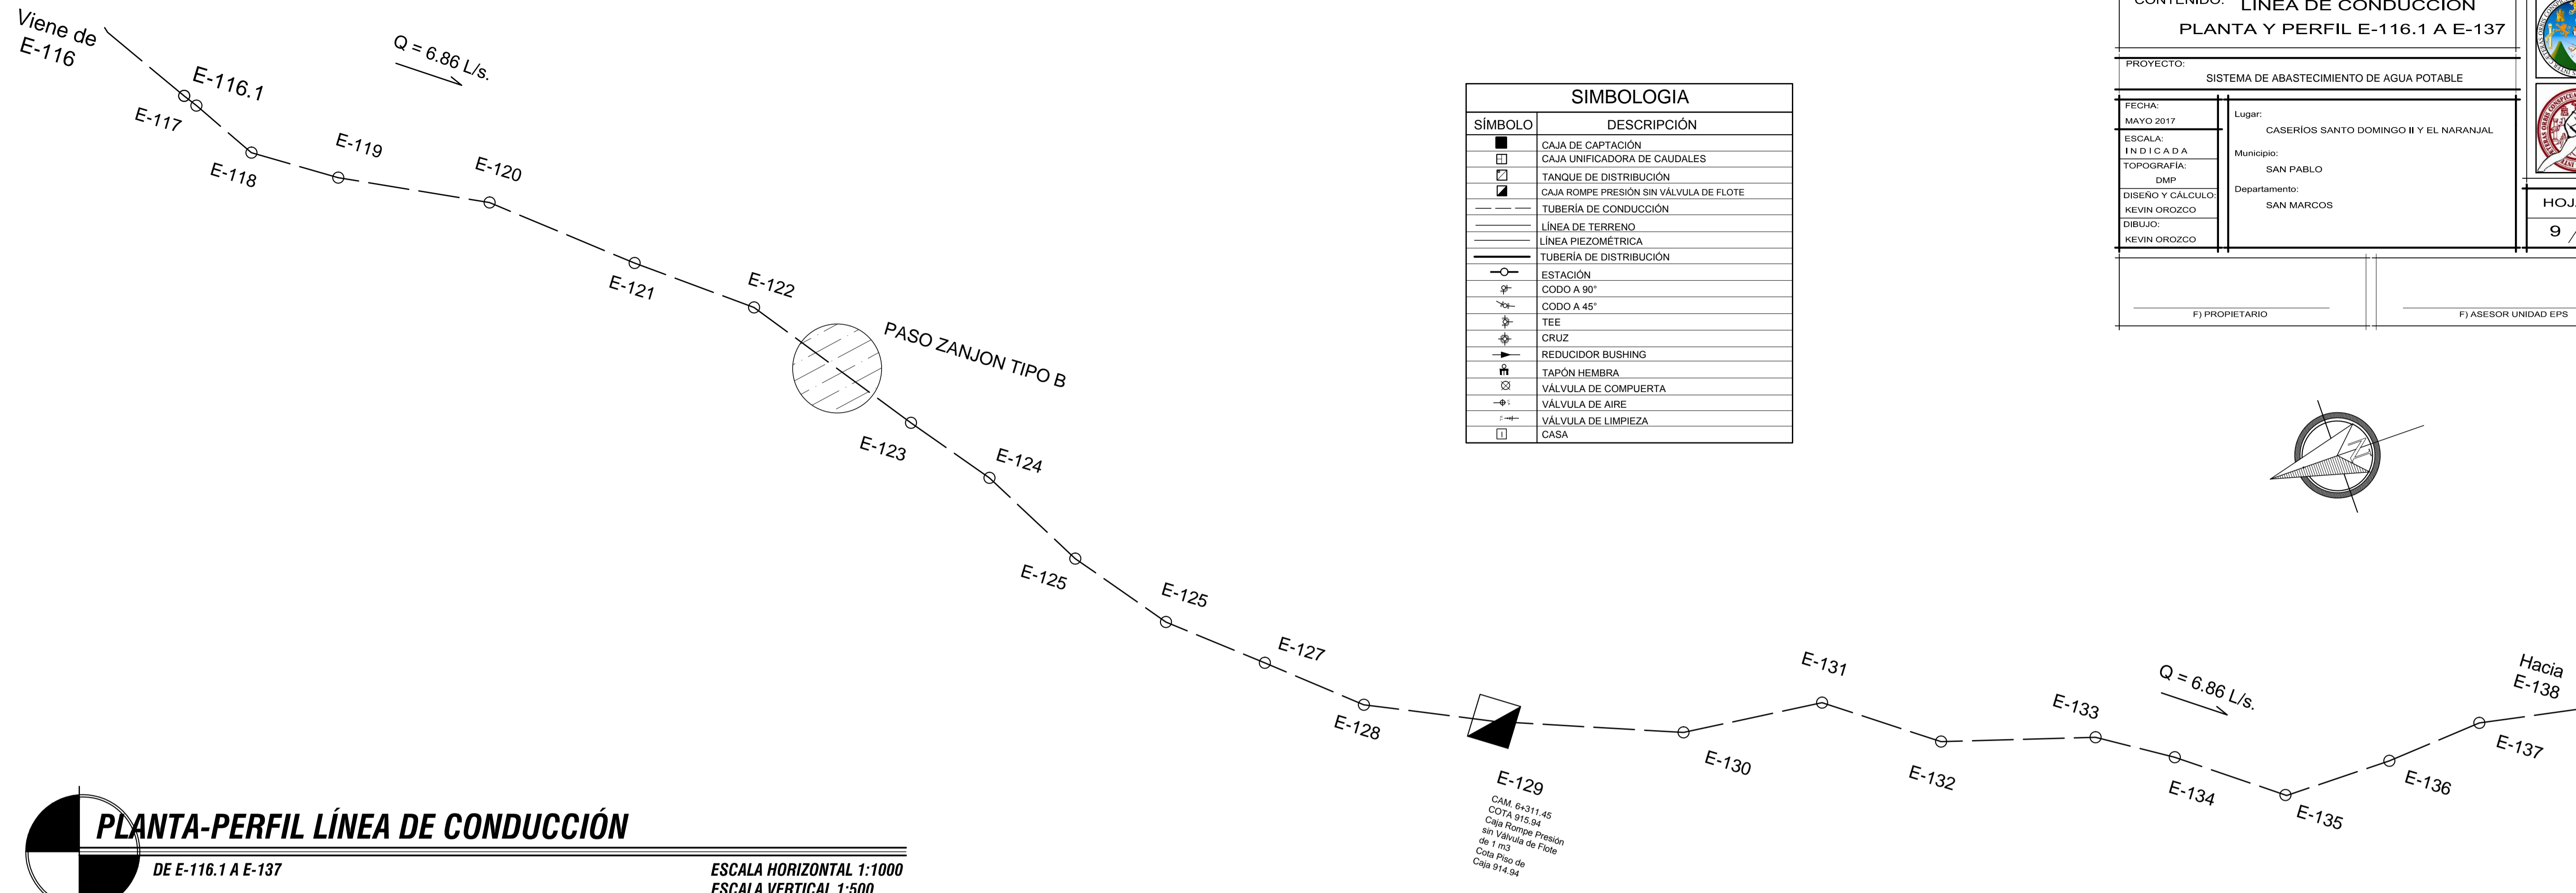 Viene de
E-116
Q = 6.86 L/s.
E-116.1
E-117
E-118
E-119
E-120
E-121
E-122
PASO ZANJON TIPO B
E-123
E-124
E-125
E-125
E-127
E-128
E-129
CAM. 6+311.45
COTA 915.94
Caja Rompe Presión
sin Válvula de Flote
de 1 m3
Cota Piso de
Caja 914.94
E-130
E-131
E-132
E-133
Q = 6.86 L/s.
E-134
E-135
E-136
E-137
Hacia
E-138
SIMBOLOGIA
SÍMBOLO DESCRIPCIÓN
CAJA DE CAPTACIÓN
CAJA UNIFICADORA DE CAUDALES
TANQUE DE DISTRIBUCIÓN
CAJA ROMPE PRESIÓN SIN VÁLVULA DE FLOTE
TUBERÍA DE CONDUCCIÓN
LÍNEA DE TERRENO
LÍNEA PIEZOMÉTRICA
TUBERÍA DE DISTRIBUCIÓN
ESTACIÓN
CODO A 90°
CODO A 45°
TEE
CRUZ
REDUCIDOR BUSHING
TAPÓN HEMBRA
VÁLVULA DE COMPUERTA
VÁLVULA DE AIRE
VÁLVULA DE LIMPIEZA
CASA
CONTENIDO: LÍNEA DE CONDUCCIÓN
PLANTA Y PERFIL E-116.1 A E-137
PROYECTO:
SISTEMA DE ABASTECIMIENTO DE AGUA POTABLE
FECHA:
MAYO 2017
ESCALA:
INDICADA
TOPOGRAFÍA:
DMP
DISEÑO Y CÁLCULO:
KEVIN OROZCO
DIBUJO:
KEVIN OROZCO
Lugar:
CASERÍOS SANTO DOMINGO II Y EL NARANJAL
Municipio:
SAN PABLO
Departamento:
SAN MARCOS
9 /
F) PROPIETARIO
F) ASESOR UNIDAD EPS
N
PLANTA-PERFIL LÍNEA DE CONDUCCIÓN
DE E-116.1 A E-137
ESCALA HORIZONTAL 1:1000
ESCALA VERTICAL 1:500